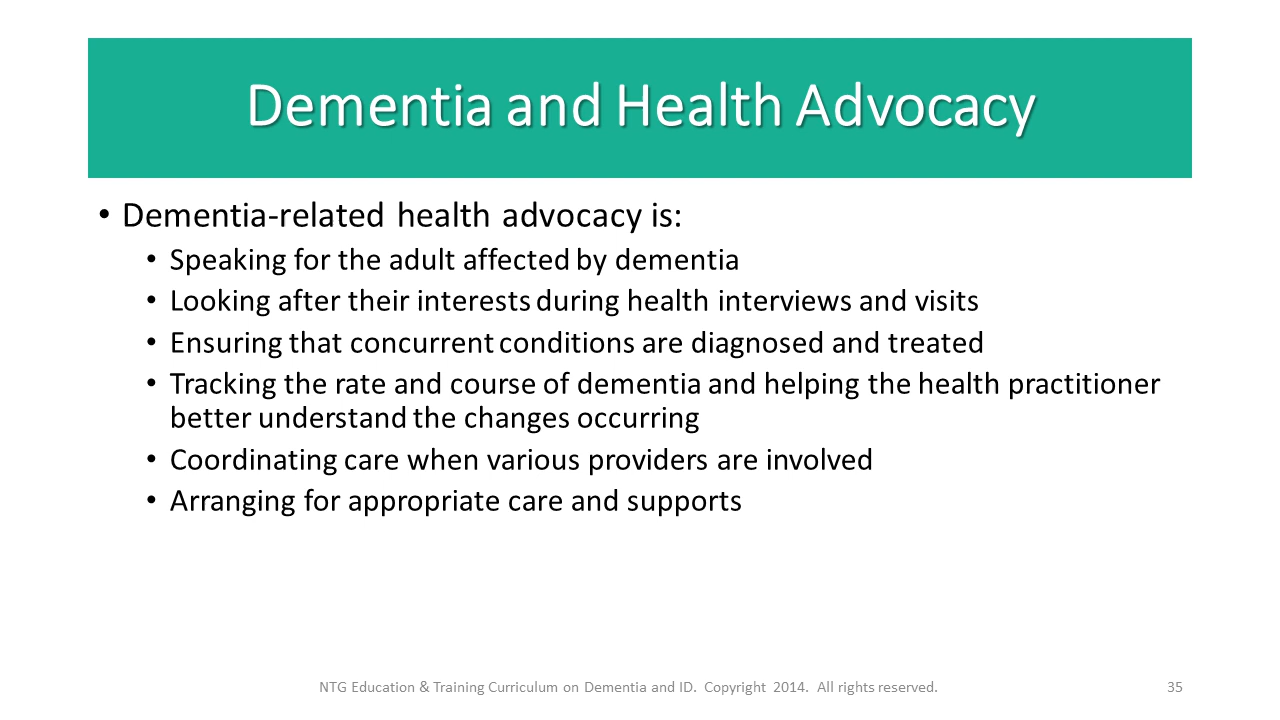 Dementia and Health Advocacy
• Dementia-related health advocacy is:
• Speaking for the adult affected by dementia
• Looking after their interests during health interviews and visits
• Ensuring that concurrent conditions are diagnosed and treated
• Tracking the rate and course of dementia and helping the health practitioner
better understand the changes occurring
• Coordinating care when various providers are involved
• Arranging for appropriate care and supports
NTG Education & Training Curriculum on Dementia and ID. Copyright 2014. All rights reserved.
35